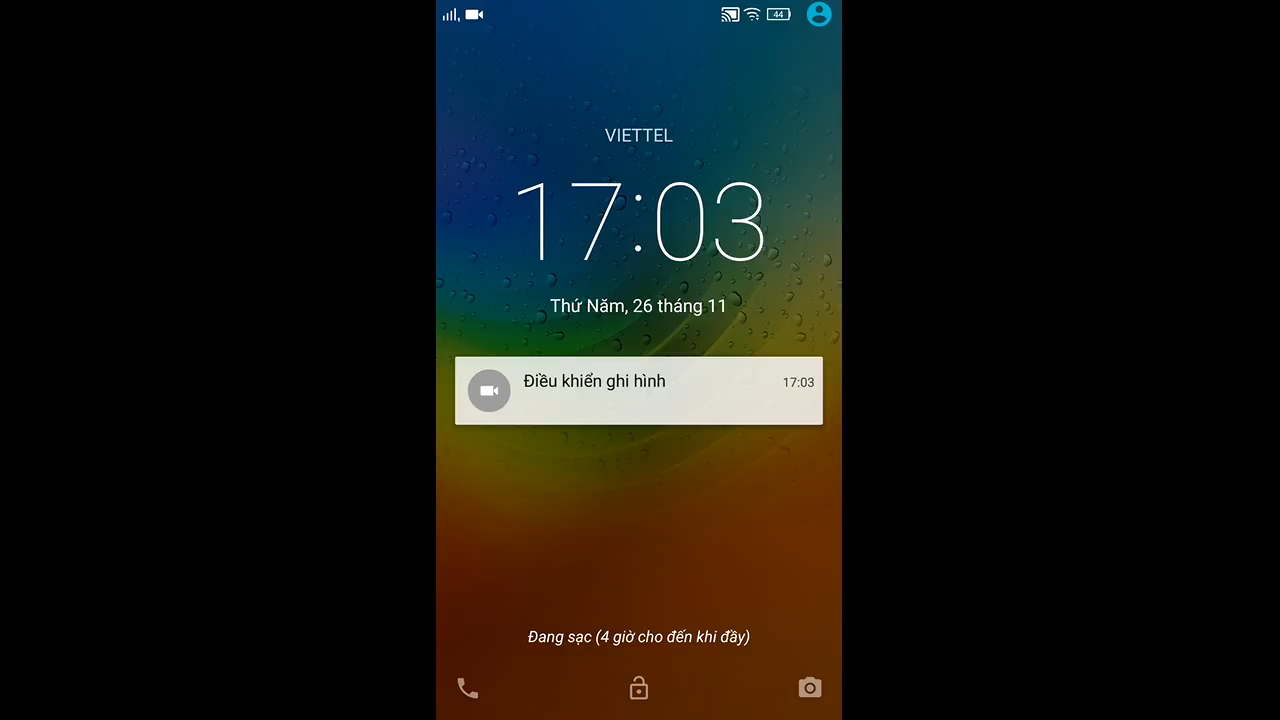 44
VIETTEL
17:03
Thứ Năm, 26 tháng 11
Điều khiển ghi hình 17:03
Đang sạc (4 giờ cho đến khi đầy)